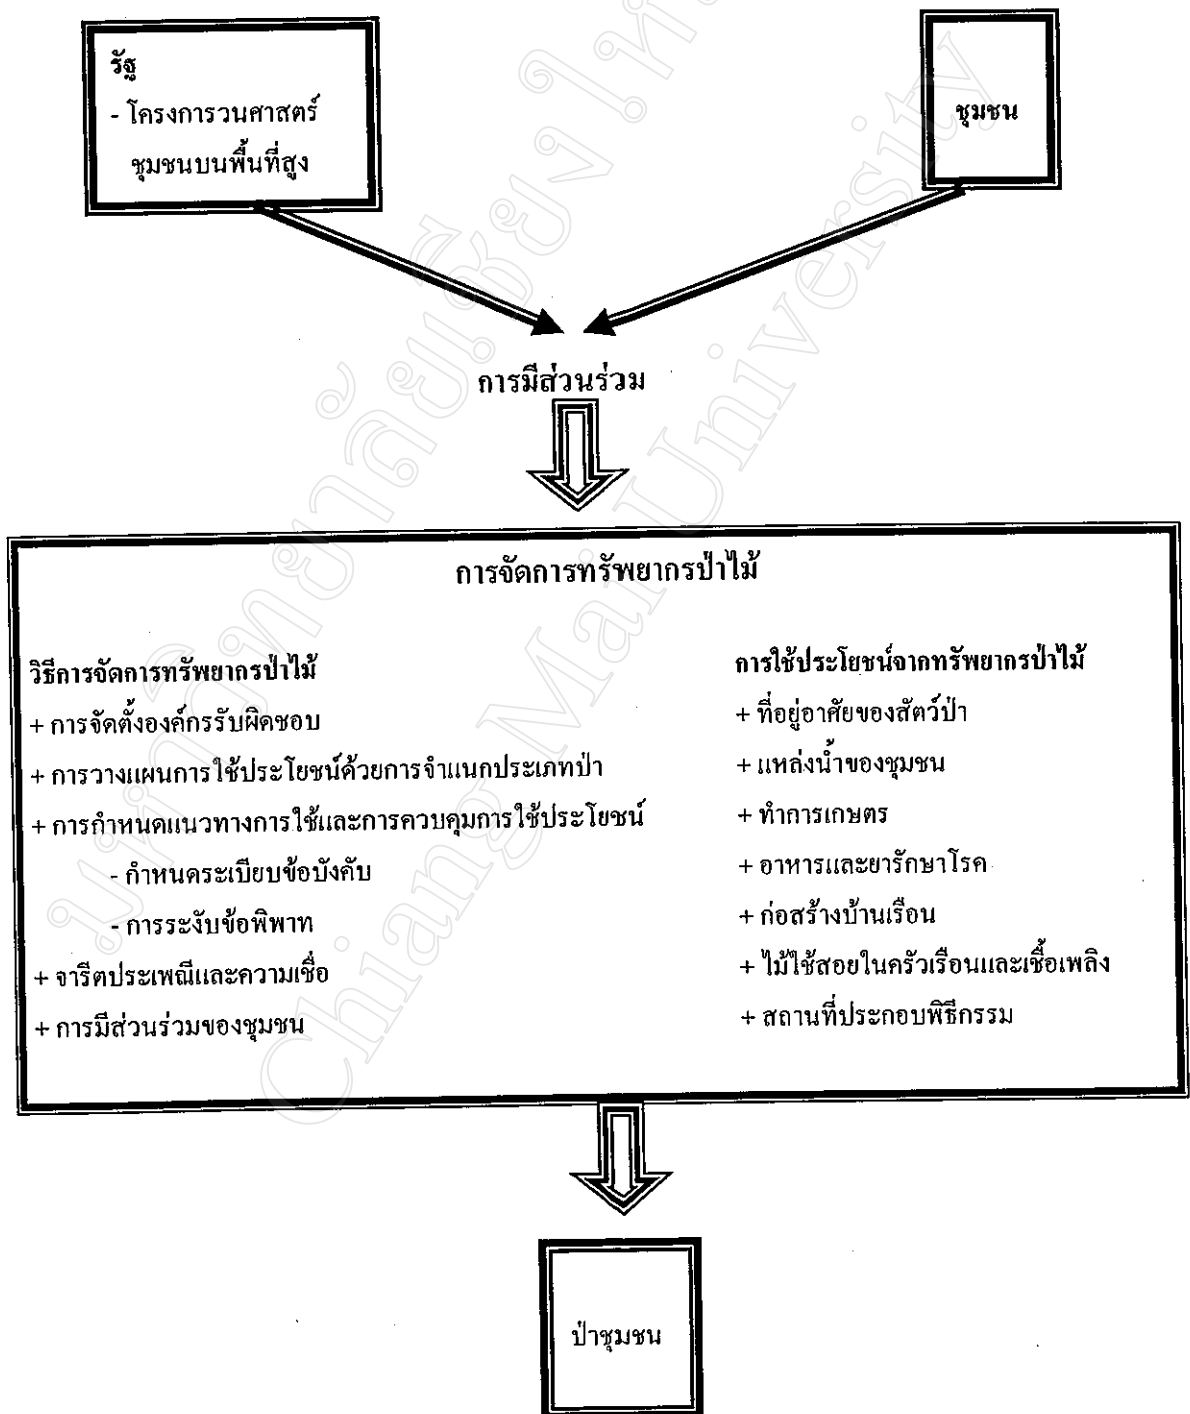 รัฐ
- โครงการวนศาสตร์
ชุมชนบนพื้นที่สูง
ชุมชน
การมีส่วนร่วม
การจัดการทรัพยากรป่าไม้
วิธีการจัดการทรัพยากรป่าไม้
+ การจัดตั้งองค์กรรับผิดชอบ
+ การวางแผนการใช้ประโยชน์ด้วยการจำแนกประเภทป่า
+ การกำหนดแนวทางการใช้และการควบคุมการใช้ประโยชน์
- กำหนดระเบียบข้อบังคับ
- การระงับข้อพิพาท
+ จารีตประเพณีและความเชื่อ
+ การมีส่วนร่วมของชุมชน
การใช้ประโยชน์จากทรัพยากรป่าไม้
+ ที่อยู่อาศัยของสัตว์ป่า
+ แหล่งน้ำของชุมชน
+ ทำการเกษตร
+ อาหารและยารักษาโรค
+ ก่อสร้างบ้านเรือน
+ ไม้ใช้สอยในครัวเรือนและเชื้อเพลิง
+ สถานที่ประกอบพิธีกรรม
ป่าชุมชน
มหาวิทยาลัยเชียงใหม่
Chiang Mai University